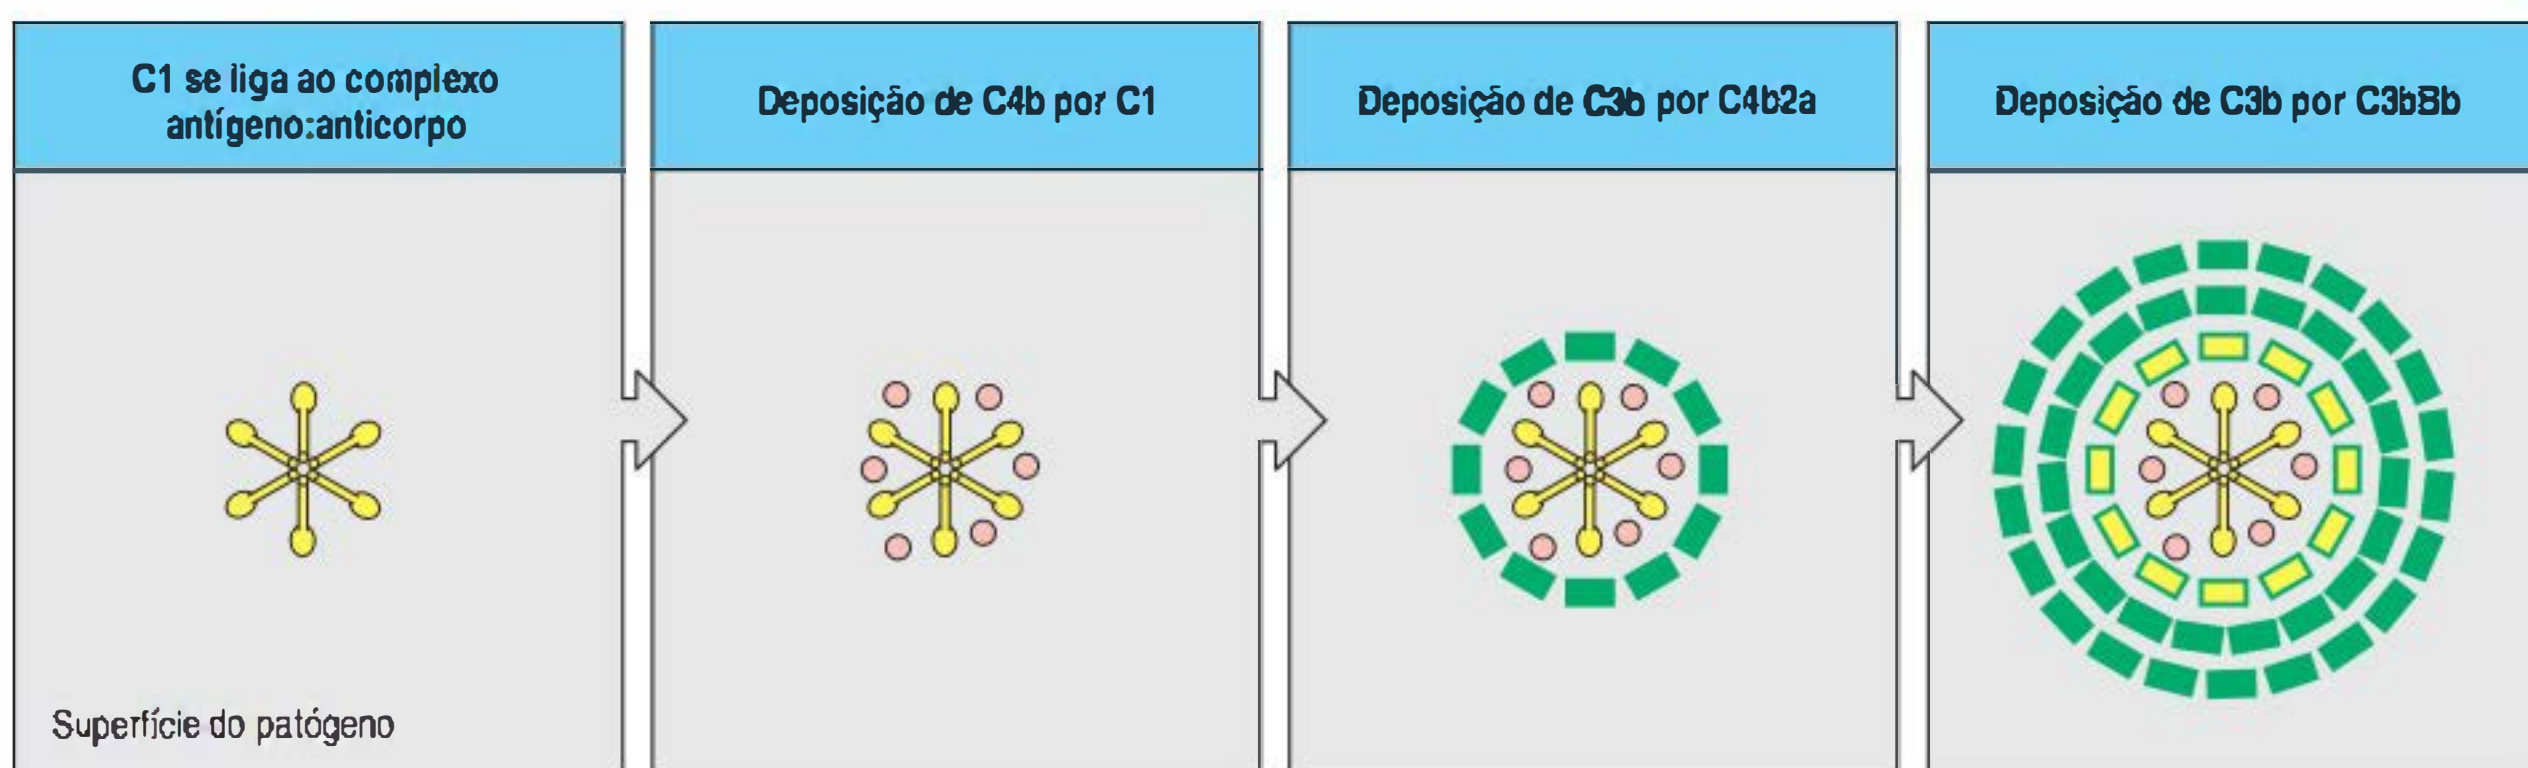 C1 se liga ao complexo
antígeno:anticorpo
Deposição de C4b por C1
Deposição de C3b por C4b2a
Deposição de C3b por C3bBb
Superfície do patógeno